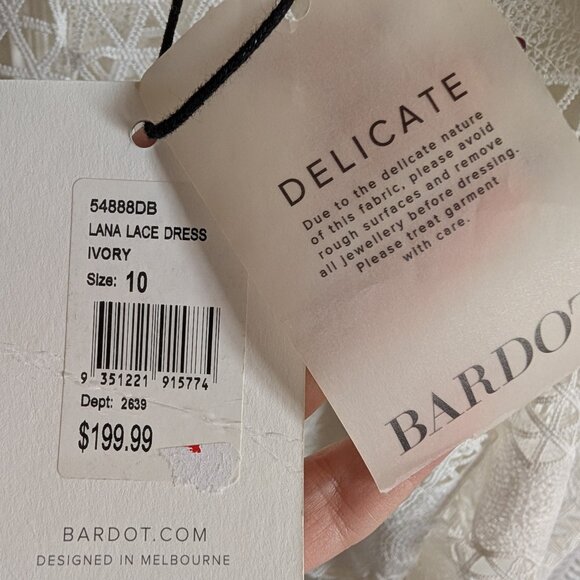 54888DB
LANA LACE DRESS
IVORY
Size: 10
9 351221 915774
Dept: 2639
$199.99
BARDOT.COM
DESIGNED IN MELBOURNE
DELICATE
Due to the delicate nature
of this fabric, please avoid
rough surfaces and remove
all jewellery before dressing.
Please treat garment
with care.
BARDOT